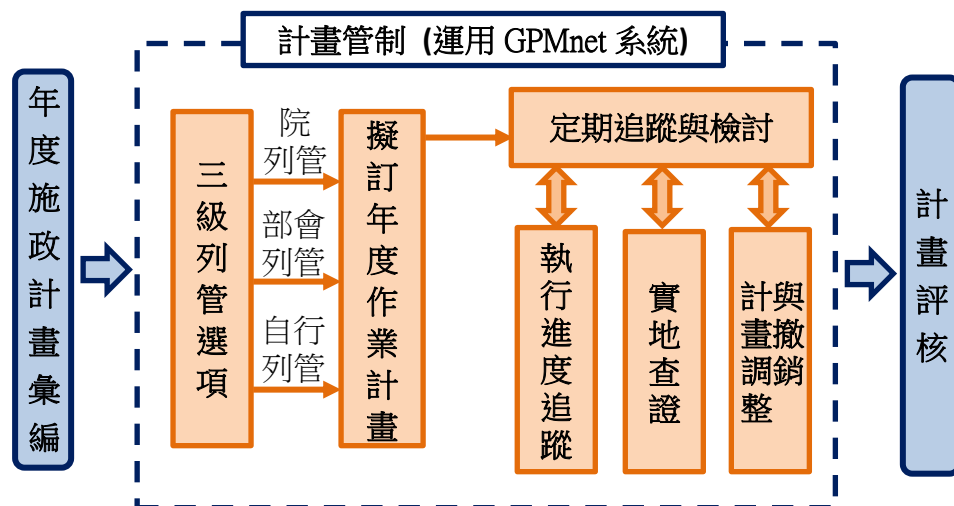 計畫管制 (運用 GPMnet 系統)
年度施政計畫彙編
三級列管選項
院
列管
部會
列管
自行
列管
擬訂年度作業計畫
定期追蹤與檢討
執行進度追蹤
實地查證
計畫調整
與撤銷
計畫評核